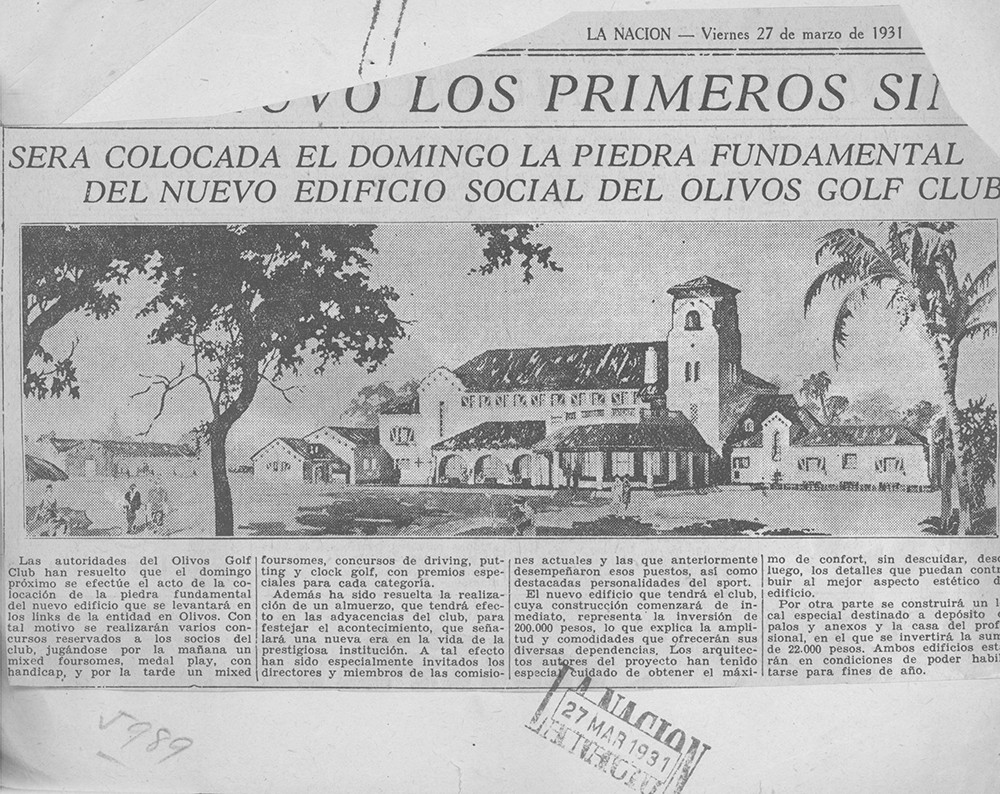 LA NACION — Viernes 27 de marzo de 1931
LOS PRIMEROS
SERA COLOCADA EL DOMINGO LA PIEDRA FUNDAMENTAL
DEL NUEVO EDIFICIO SOCIAL DEL OLIVOS GOLF CLUB
Las autoridades del Olivos Golf
Club han resuelto que el domingo
próximo se efectúe el acto de la co-
locación de la piedra fundamental
del nuevo edificio que se levantará en
los links de la entidad en Olivos. Con
tal motivo se realizarán varios con-
cursos reservados a los socios del
club, jugándose por la mañana un
mixed foursomes, medal play, con
handicap, y por la tarde un mixed
foursomes, concursos de driving, put-
ting y clock golf, con premios espe-
ciales para cada categoría.
Además ha sido resuelta la realiza-
ción de un almuerzo, que tendrá efec-
to en las adyacencias del club, para
festejar el acontecimiento, que seña-
lará una nueva era en la vida de la
prestigiosa institución. A tal efecto
han sido especialmente invitados los
directores y miembros de las comisio-
nes actuales y las que anteriormente
desempeñaron esos puestos, así como
destacadas personalidades del sport.
El nuevo edificio que tendrá el club,
cuya construcción comenzará de in-
mediato, representa la inversión de
200.000 pesos, lo que explica la ampli-
tud y comodidades que ofrecerán sus
diversas dependencias. Los arquitec-
tos autores del proyecto han tenido
especial cuidado de obtener el máxi-
mo de confort, sin descuidar, desd
luego, los detalles que puedan contr
buir al mejor aspecto estético d
edificio.
Por otra parte se construirá un l
cal especial destinado a depósito d
palos y anexos y la casa del prof
sional, en el que se invertirá la sum
de 22.000 pesos. Ambos edificios esta
rán en condiciones de poder habil
tarse para fines de año.
5989
LA NACION
27 MAR 1931